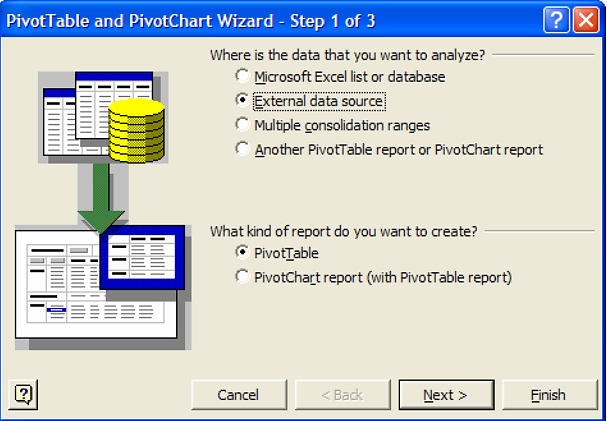 PivotTable and PivotChart Wizard - Step 1 of 3
Where is the data that you want to analyze?
Microsoft Excel list or database
External data source
Multiple consolidation ranges
Another PivotTable report or PivotChart report
What kind of report do you want to create?
PivotTable
PivotChart report (with PivotTable report)
Cancel
< Back
Next >
Finish